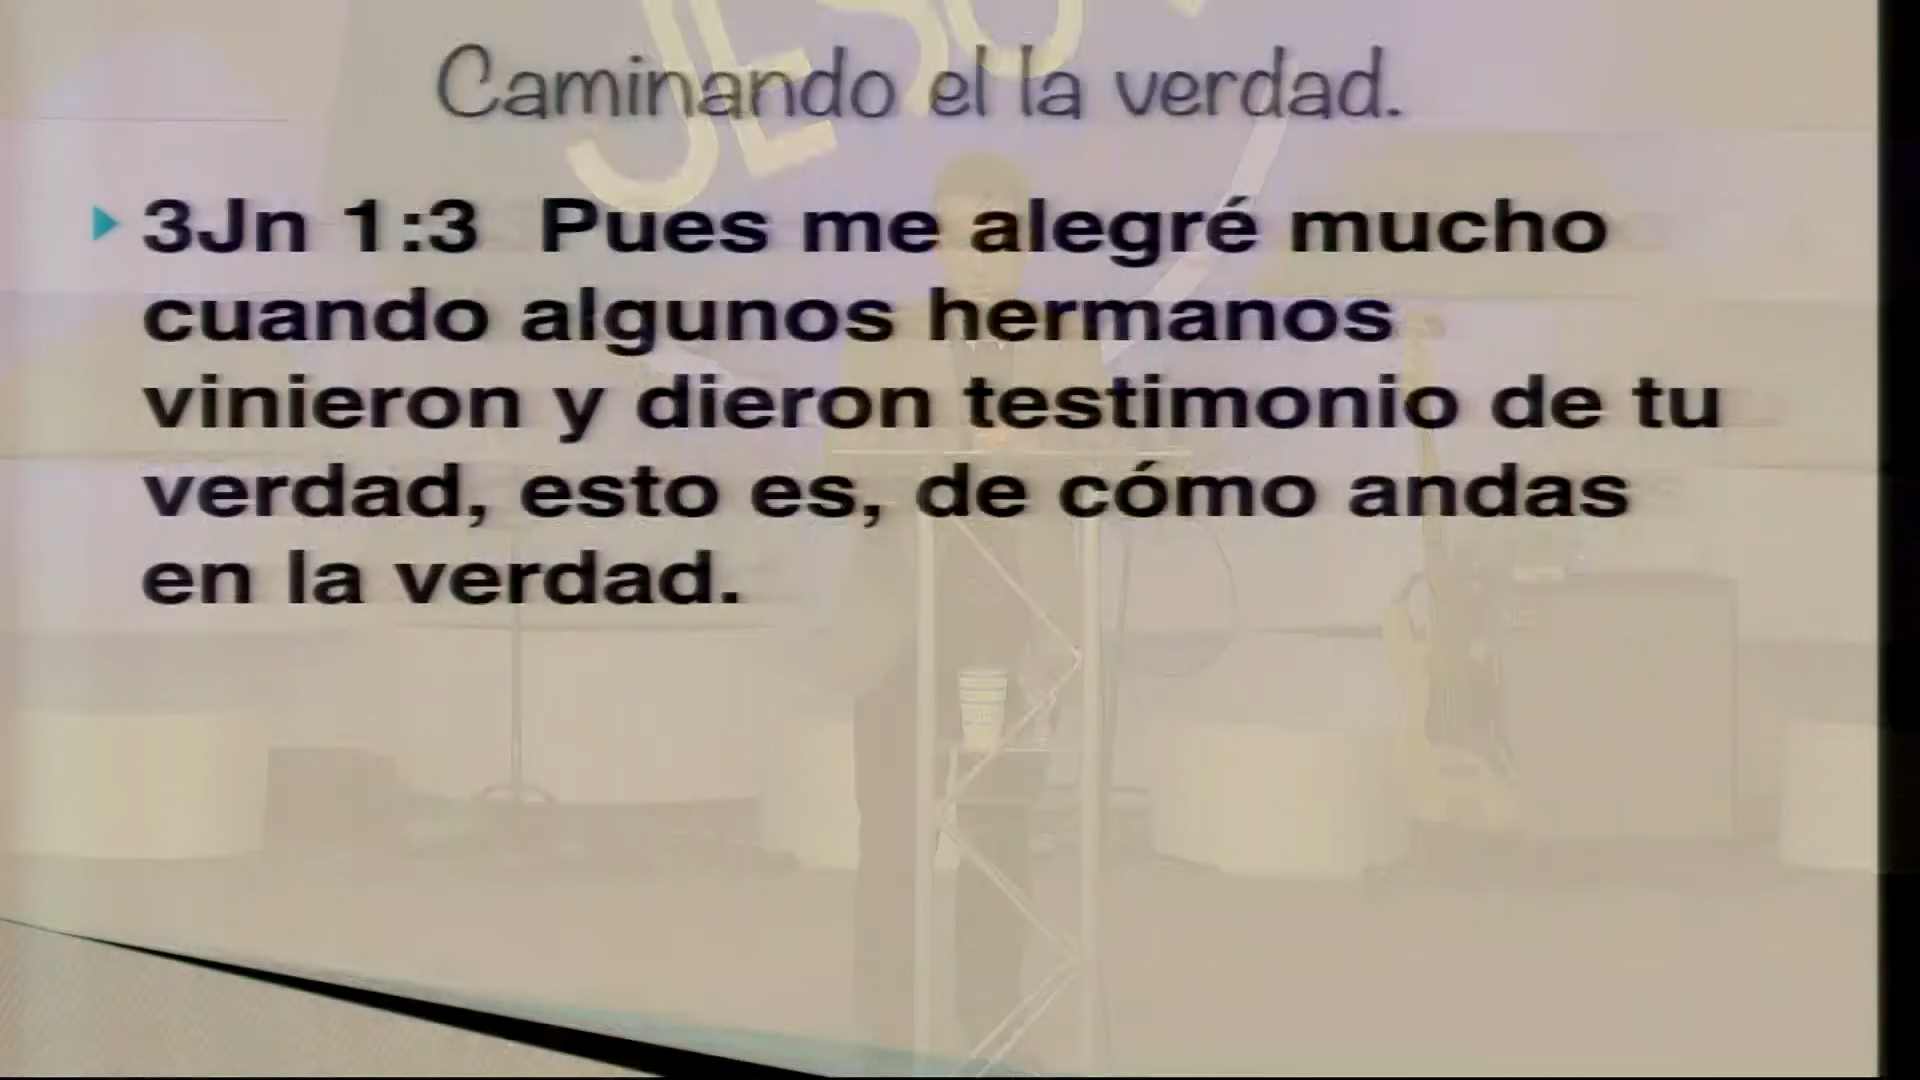 JESÚ
Caminando el la verdad.
3Jn 1:3 Pues me alegré mucho
cuando algunos hermanos
vinieron y dieron testimonio de tu
verdad, esto es, de cómo andas
en la verdad.